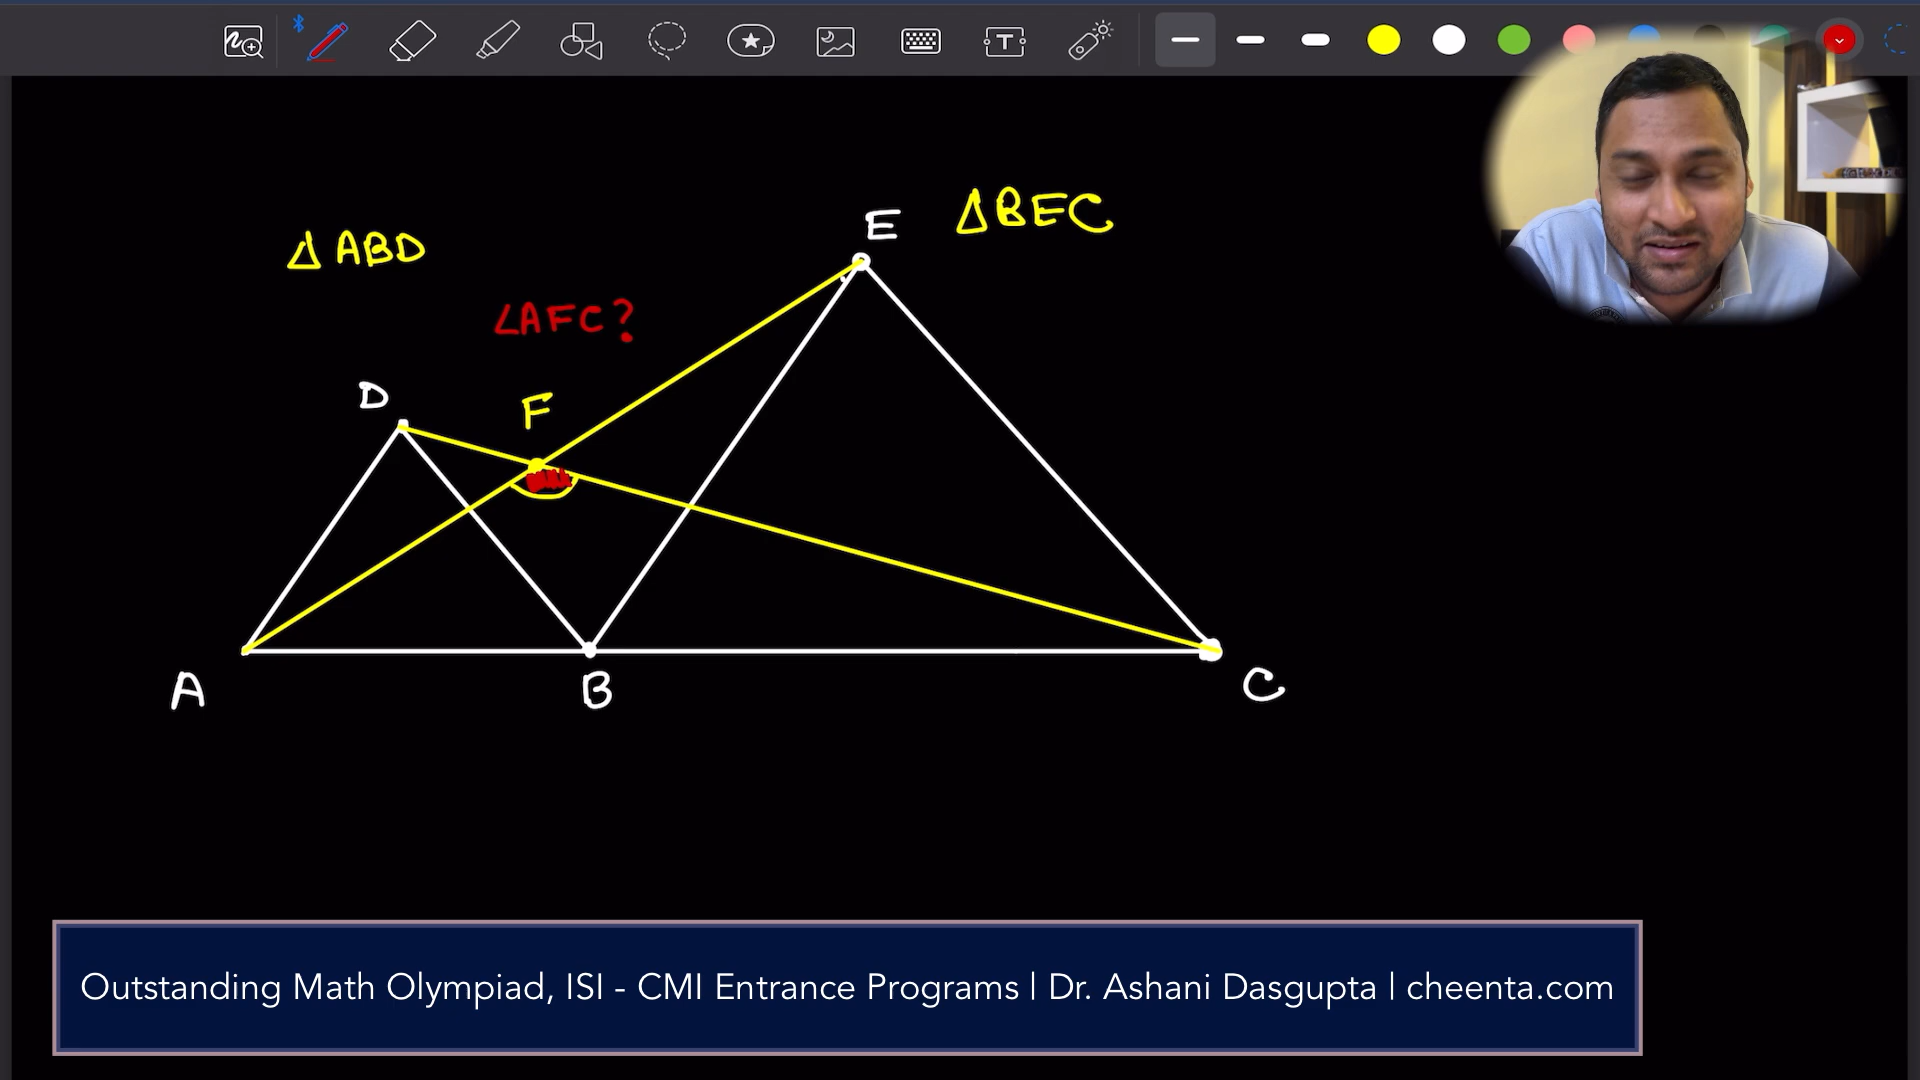 E
△BEC
△ABD
∠AFC?
D
F
A
B
C
Outstanding Math Olympiad, ISI - CMI Entrance Programs | Dr. Ashani Dasgupta | cheenta.com